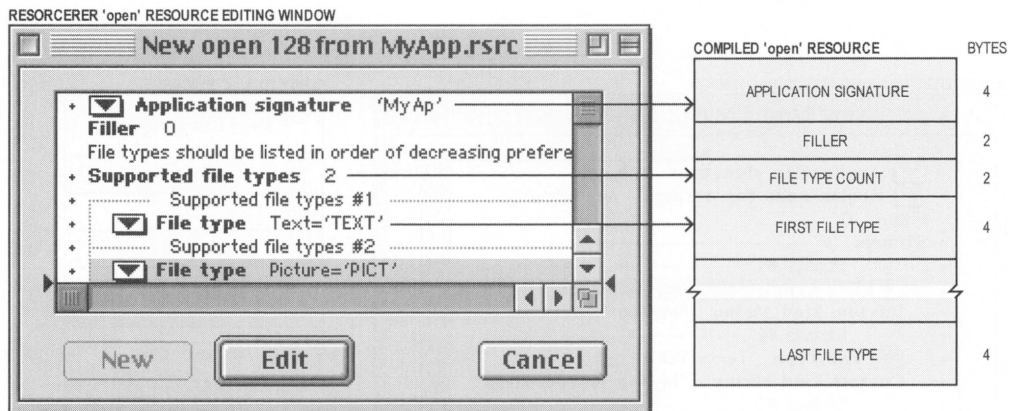 RESORCERER 'open' RESOURCE EDITING WINDOW
New open 128 from MyApp.rsrc
Application signature 'MyAp'
Filler 0
File types should be listed in order of decreasing prefere
Supported file types 2
Supported file types #1
File type Text='TEXT'
Supported file types #2
File type Picture='PICT'
New
Edit
Cancel
COMPILED 'open' RESOURCE BYTES
APPLICATION SIGNATURE 4
FILLER 2
FILE TYPE COUNT 2
FIRST FILE TYPE 4
LAST FILE TYPE 4